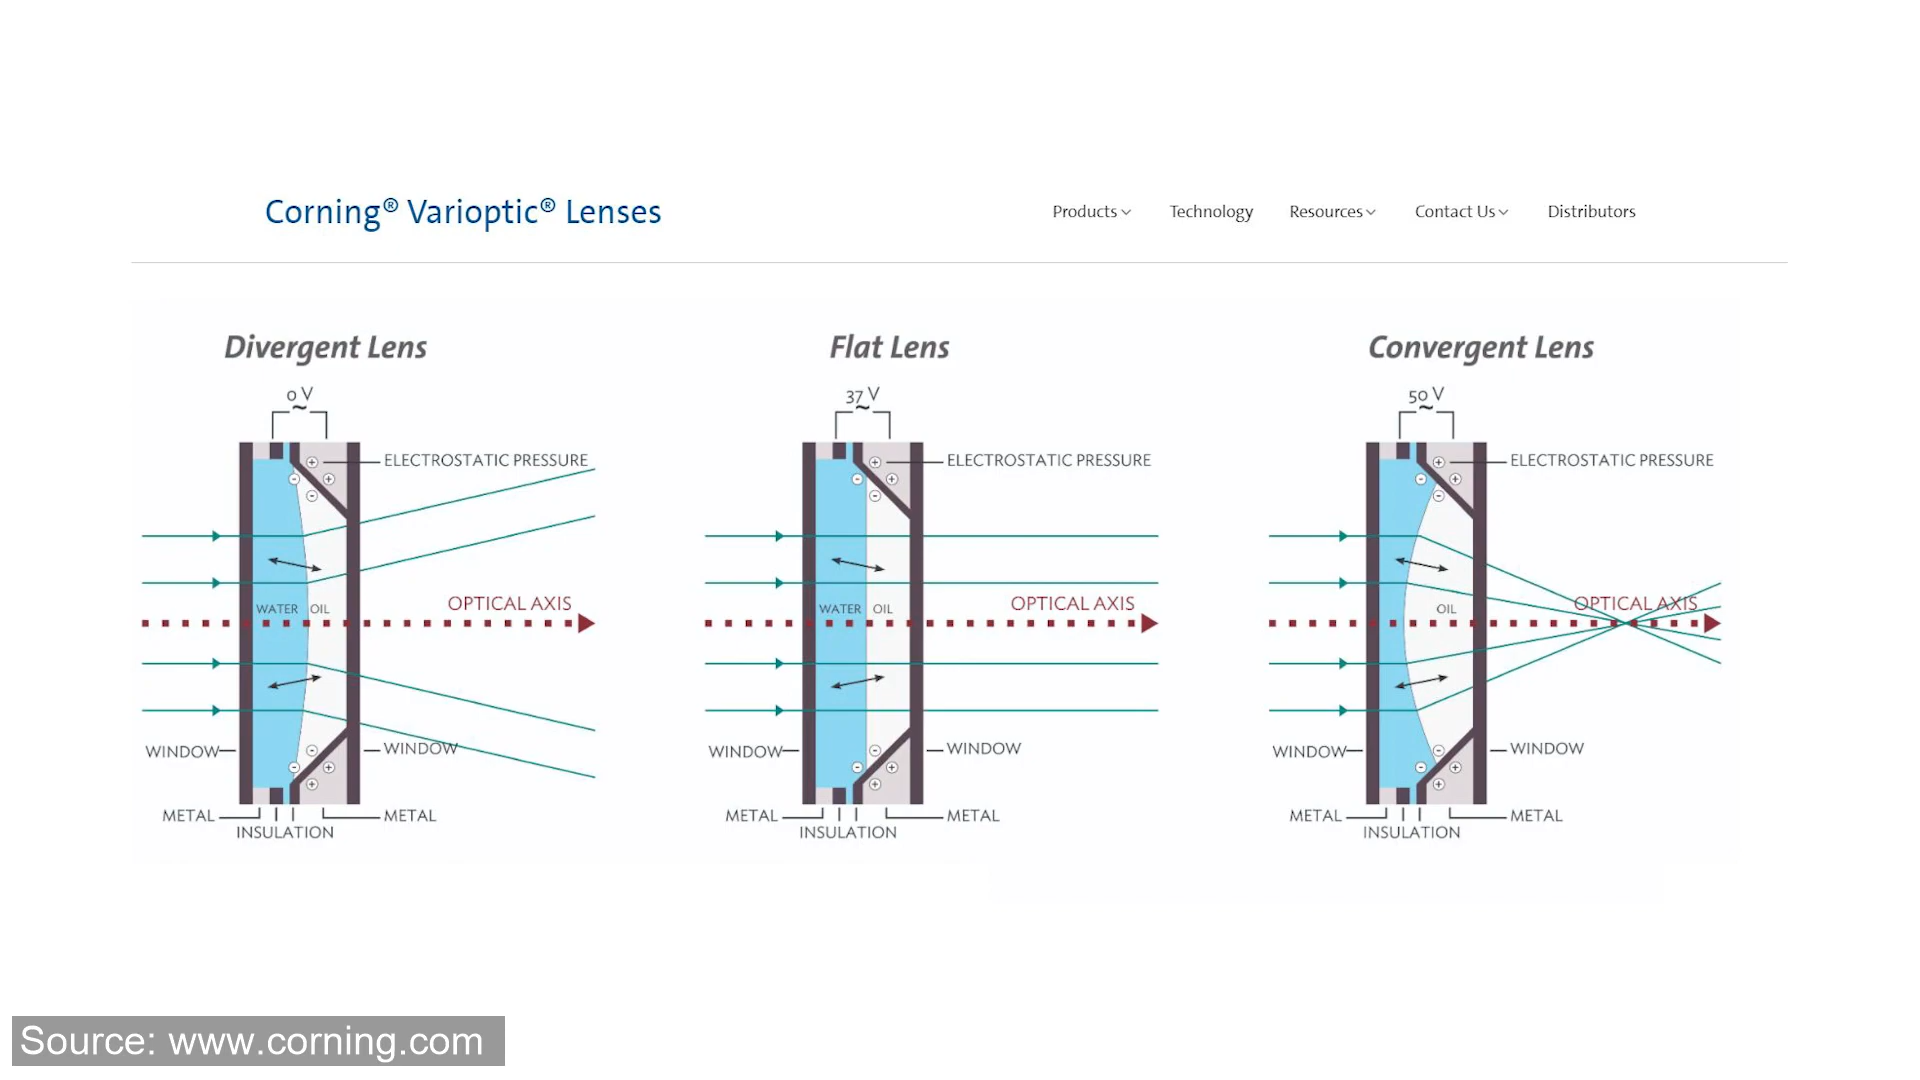 Corning® Varioptic® Lenses
Products
Technology
Resources
Contact Us
Distributors
Divergent Lens
0 V
~
ELECTROSTATIC PRESSURE
WATER
OIL
OPTICAL AXIS
WINDOW
WINDOW
METAL
METAL
INSULATION
Flat Lens
37 V
~
ELECTROSTATIC PRESSURE
WATER
OIL
OPTICAL AXIS
WINDOW
WINDOW
METAL
METAL
INSULATION
Convergent Lens
50 V
~
ELECTROSTATIC PRESSURE
OIL
OPTICAL AXIS
WINDOW
WINDOW
METAL
METAL
INSULATION
Source: www.corning.com